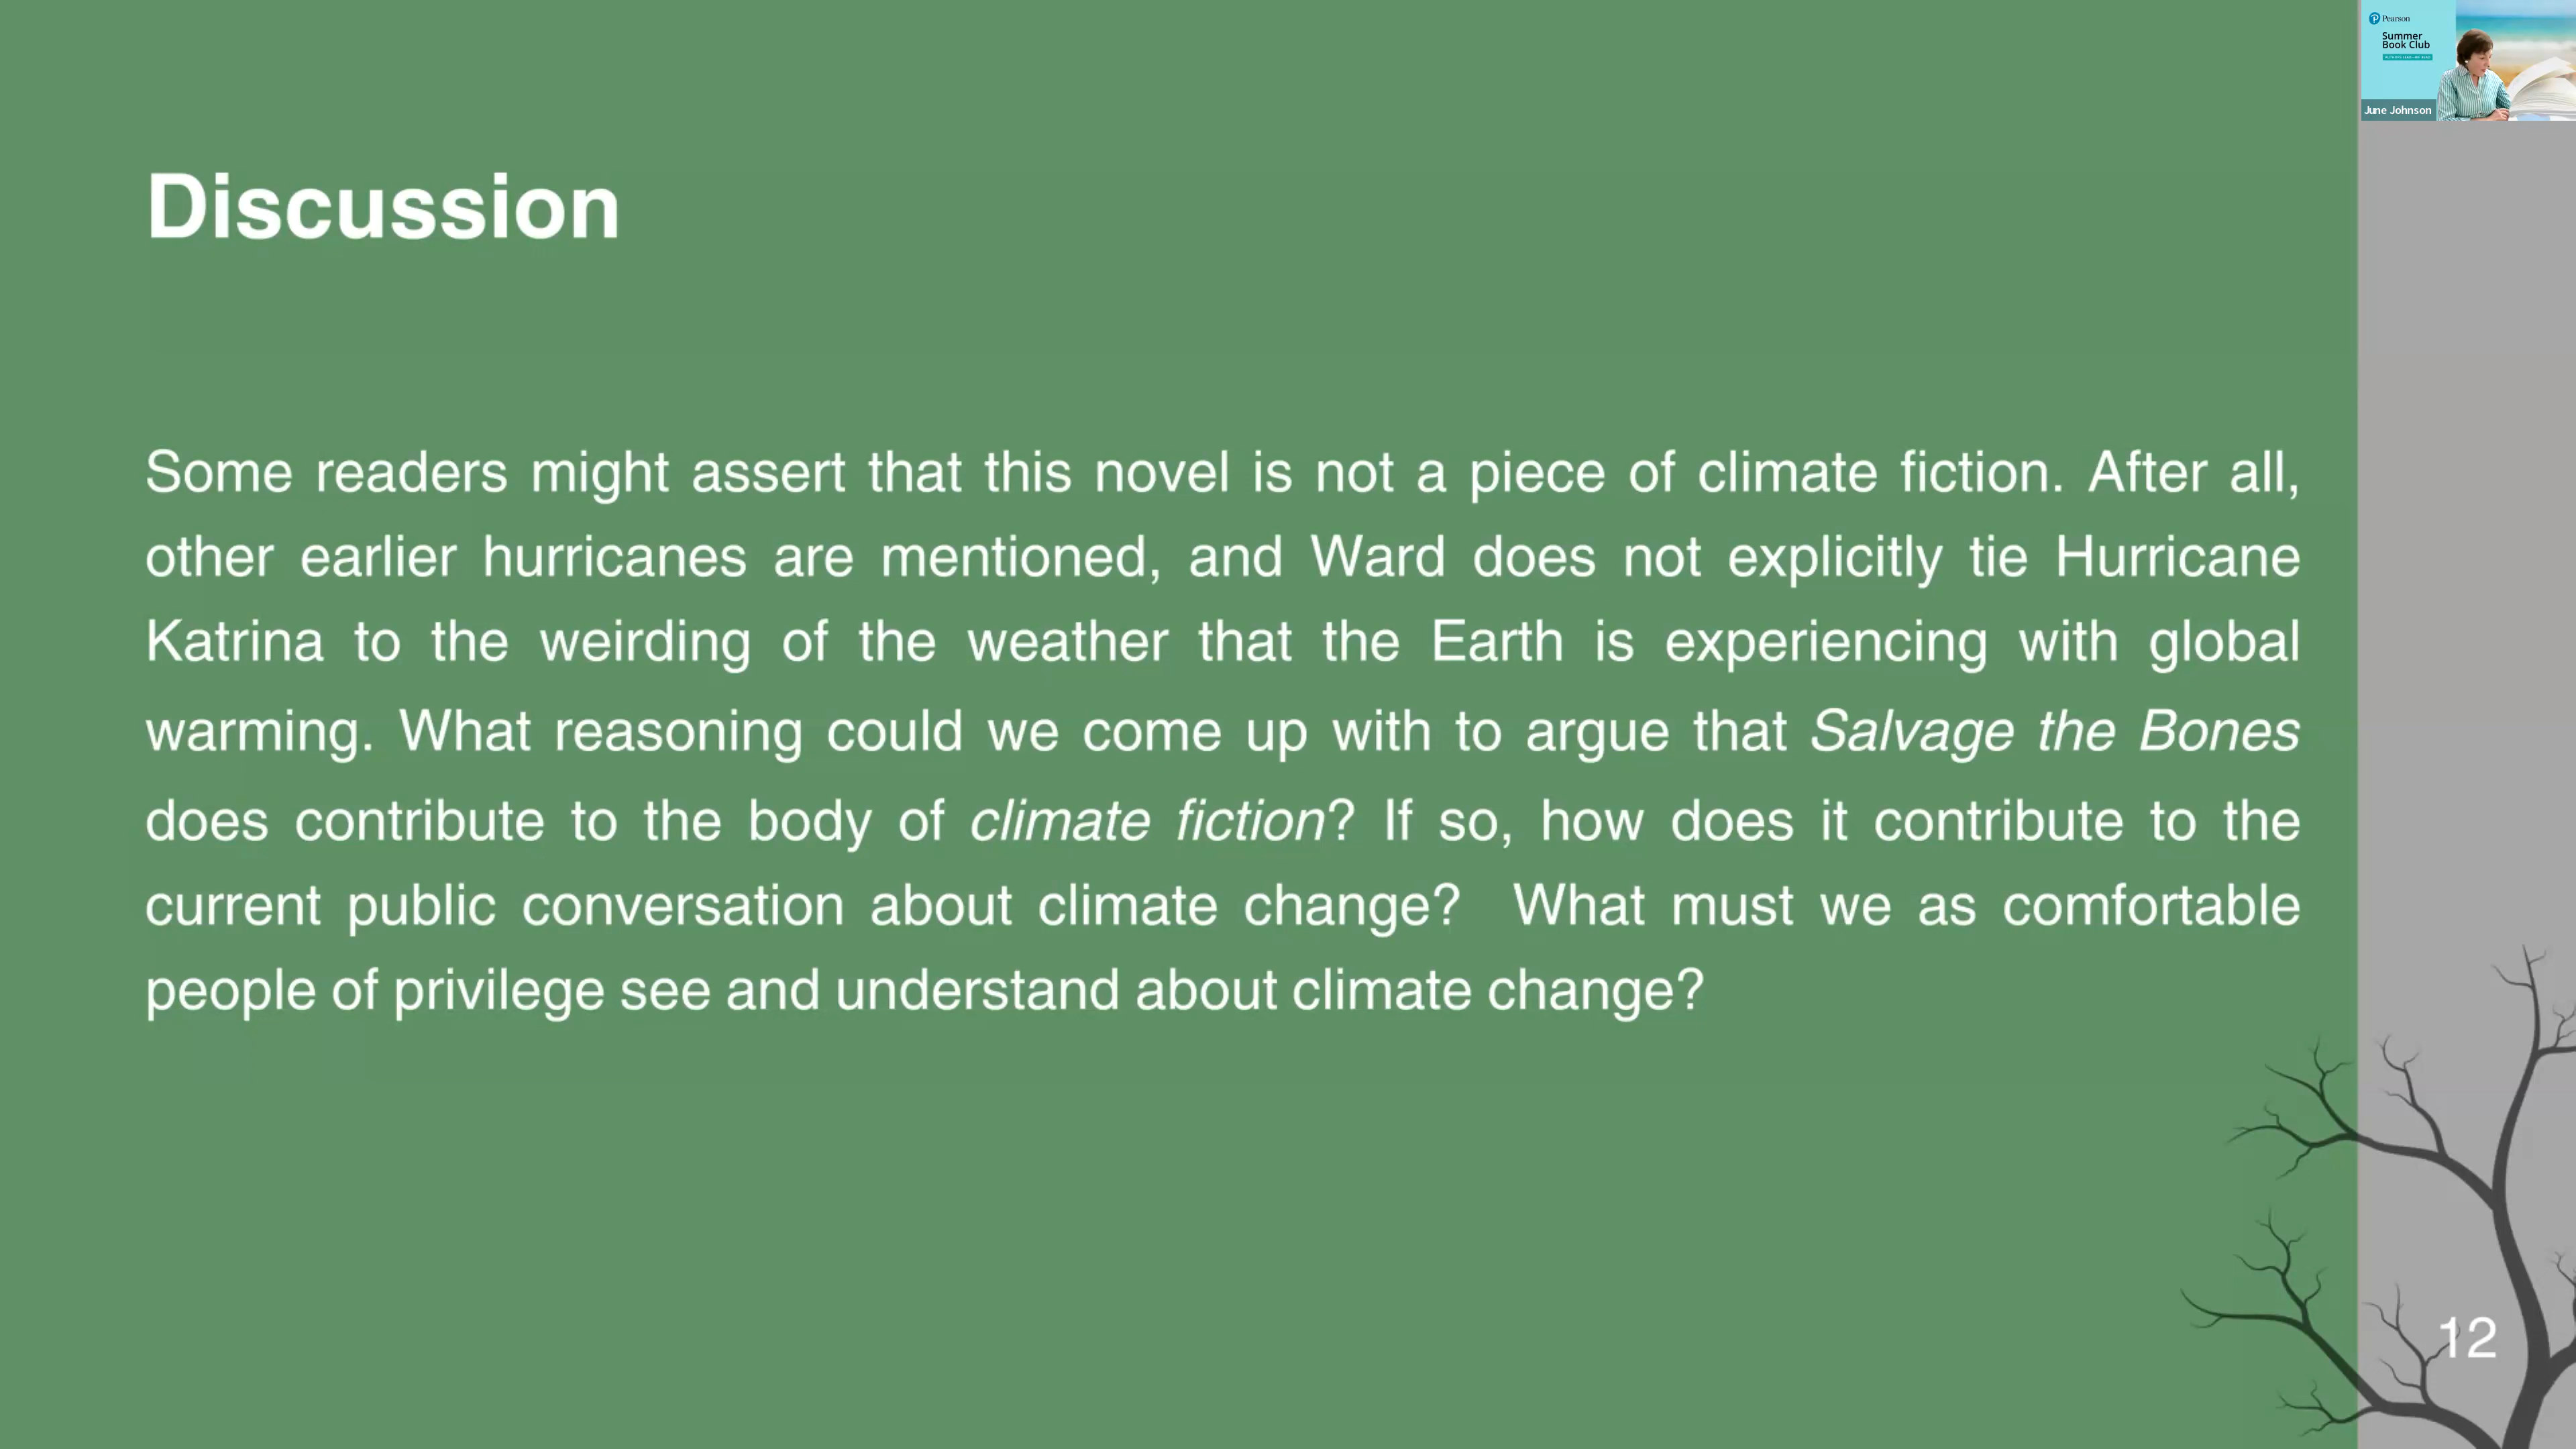 Pearson
Summer
Book Club
June Johnson
Discussion
Some readers might assert that this novel is not a piece of climate fiction. After all,
other earlier hurricanes are mentioned, and Ward does not explicitly tie Hurricane
Katrina to the weirding of the weather that the Earth is experiencing with global
warming. What reasoning could we come up with to argue that Salvage the Bones
does contribute to the body of climate fiction? If so, how does it contribute to the
current public conversation about climate change?  What must we as comfortable
people of privilege see and understand about climate change?
12